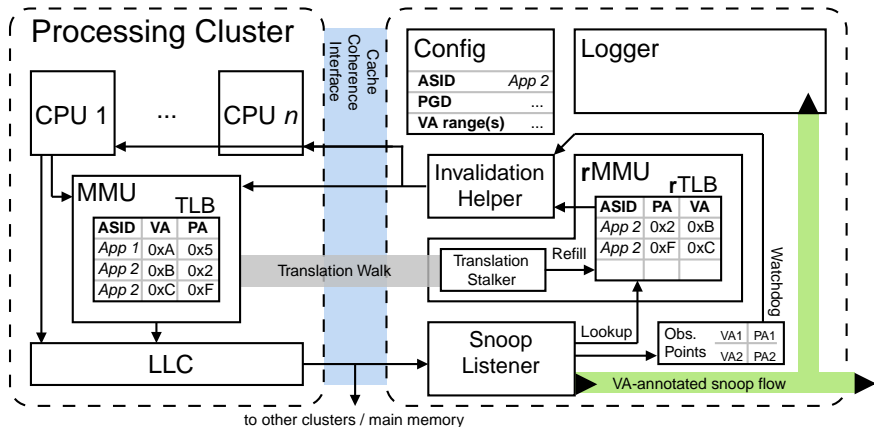 Processing Cluster
CPU 1
...
CPU n
MMU
TLB
ASID VA PA
App 1 0xA 0x5
App 2 0xB 0x2
App 2 0xC 0xF
LLC
Cache
Coherence
Interface
Config
ASID App 2
PGD ...
VA range(s) ...
Logger
Invalidation
Helper
rMMU
rTLB
ASID PA VA
App 2 0x2 0xB
App 2 0xF 0xC
Translation Walk
Translation
Stalker
Refill
Watchdog
Lookup
Snoop
Listener
Obs.
Points
VA1 PA1
VA2 PA2
VA-annotated snoop flow
to other clusters / main memory